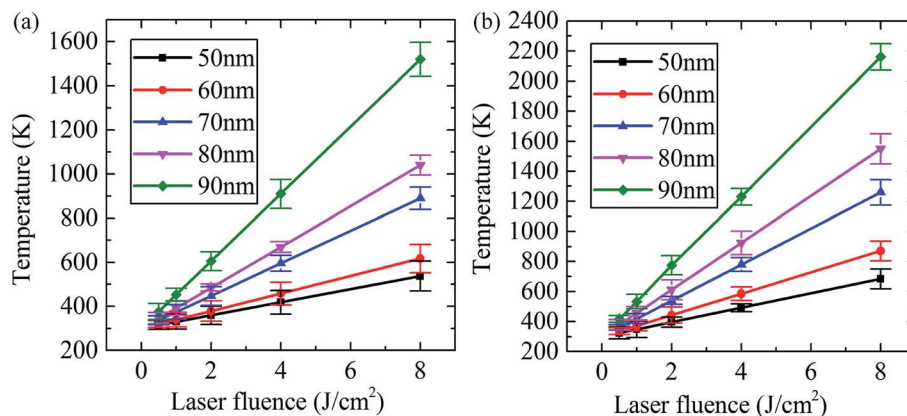 (a)
Temperature (K)
1600
1400
1200
1000
800
600
400
200
50nm
60nm
70nm
80nm
90nm
0 2 4 6 8
Laser fluence (J/cm²)
(b)
Temperature (K)
2400
2200
2000
1800
1600
1400
1200
1000
800
600
400
200
50nm
60nm
70nm
80nm
90nm
0 2 4 6 8
Laser fluence (J/cm²)